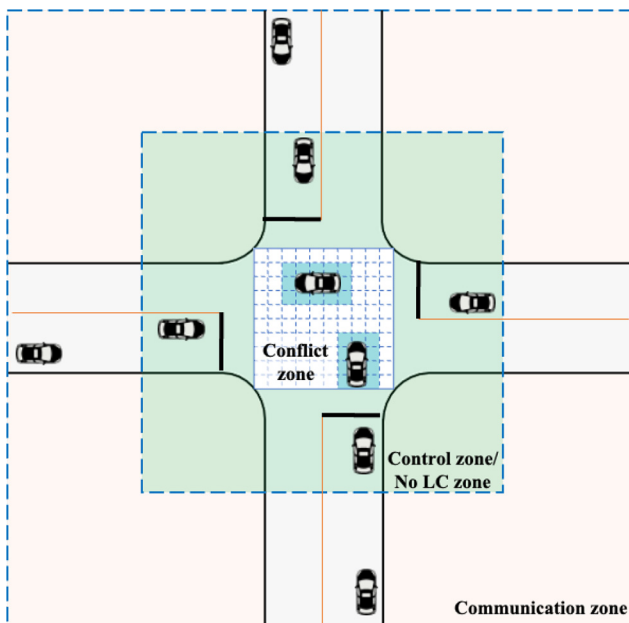 Conflict
zone
Control zone/
No LC zone
Communication zone